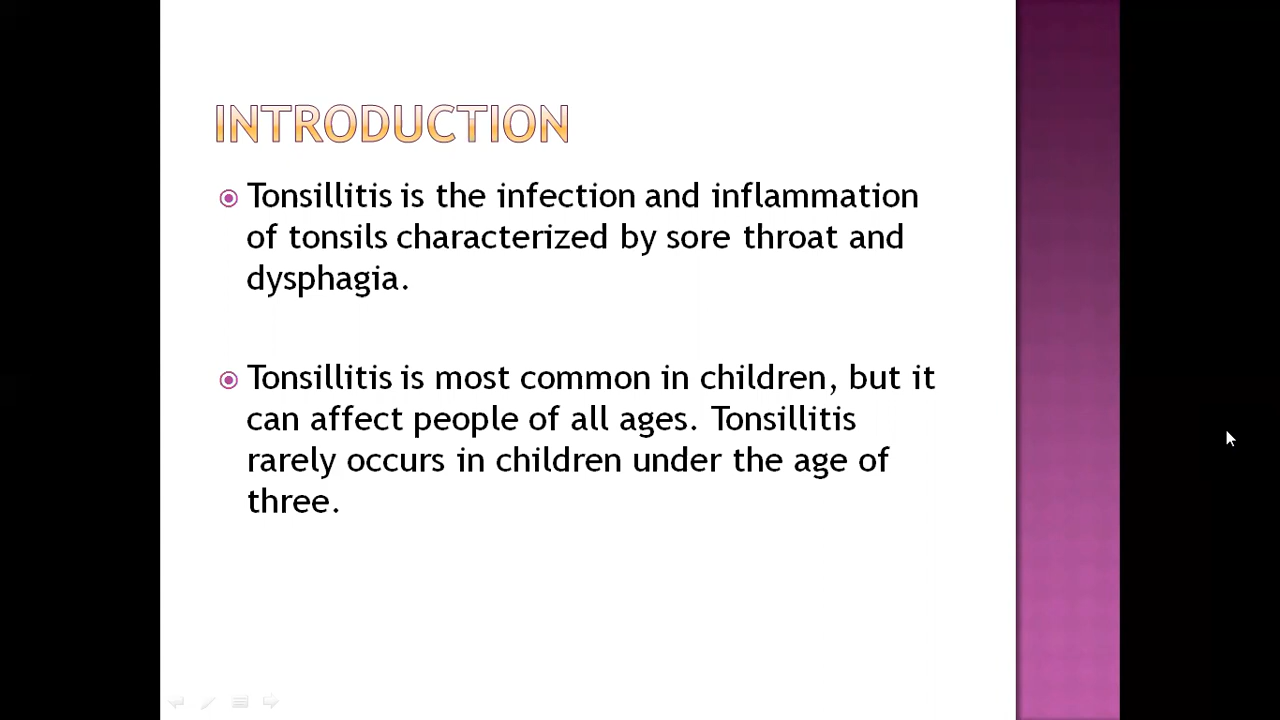 INTRODUCTION
Tonsillitis is the infection and inflammation
of tonsils characterized by sore throat and
dysphagia.
Tonsillitis is most common in children, but it
can affect people of all ages. Tonsillitis
rarely occurs in children under the age of
three.